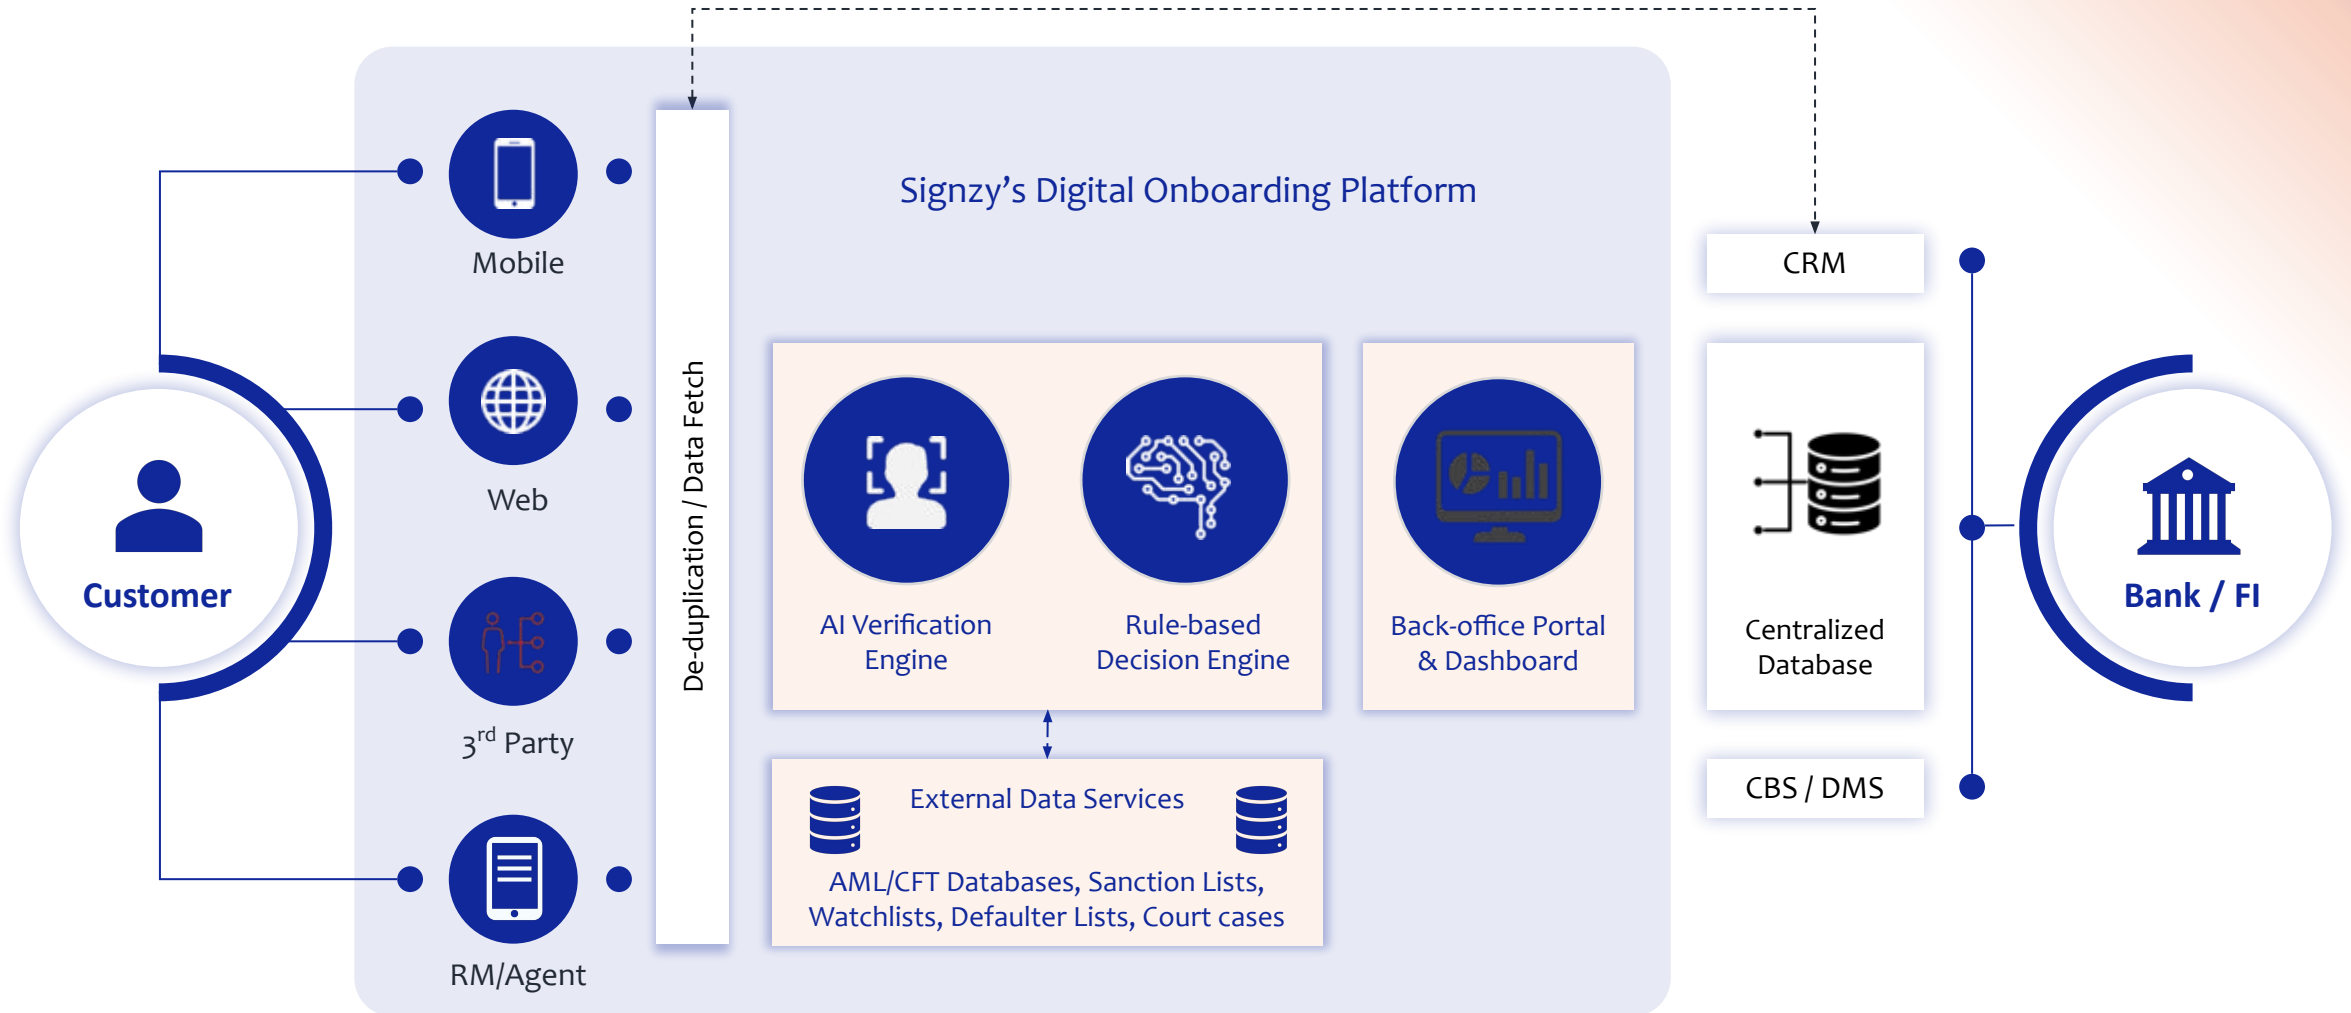 Signzy’s Digital Onboarding Platform
Customer
Mobile
Web
3rd Party
RM/Agent
De-duplication / Data Fetch
AI Verification
Engine
Rule-based
Decision Engine
Back-office Portal
& Dashboard
External Data Services
AML/CFT Databases, Sanction Lists,
Watchlists, Defaulter Lists, Court cases
CRM
Centralized
Database
CBS / DMS
Bank / FI